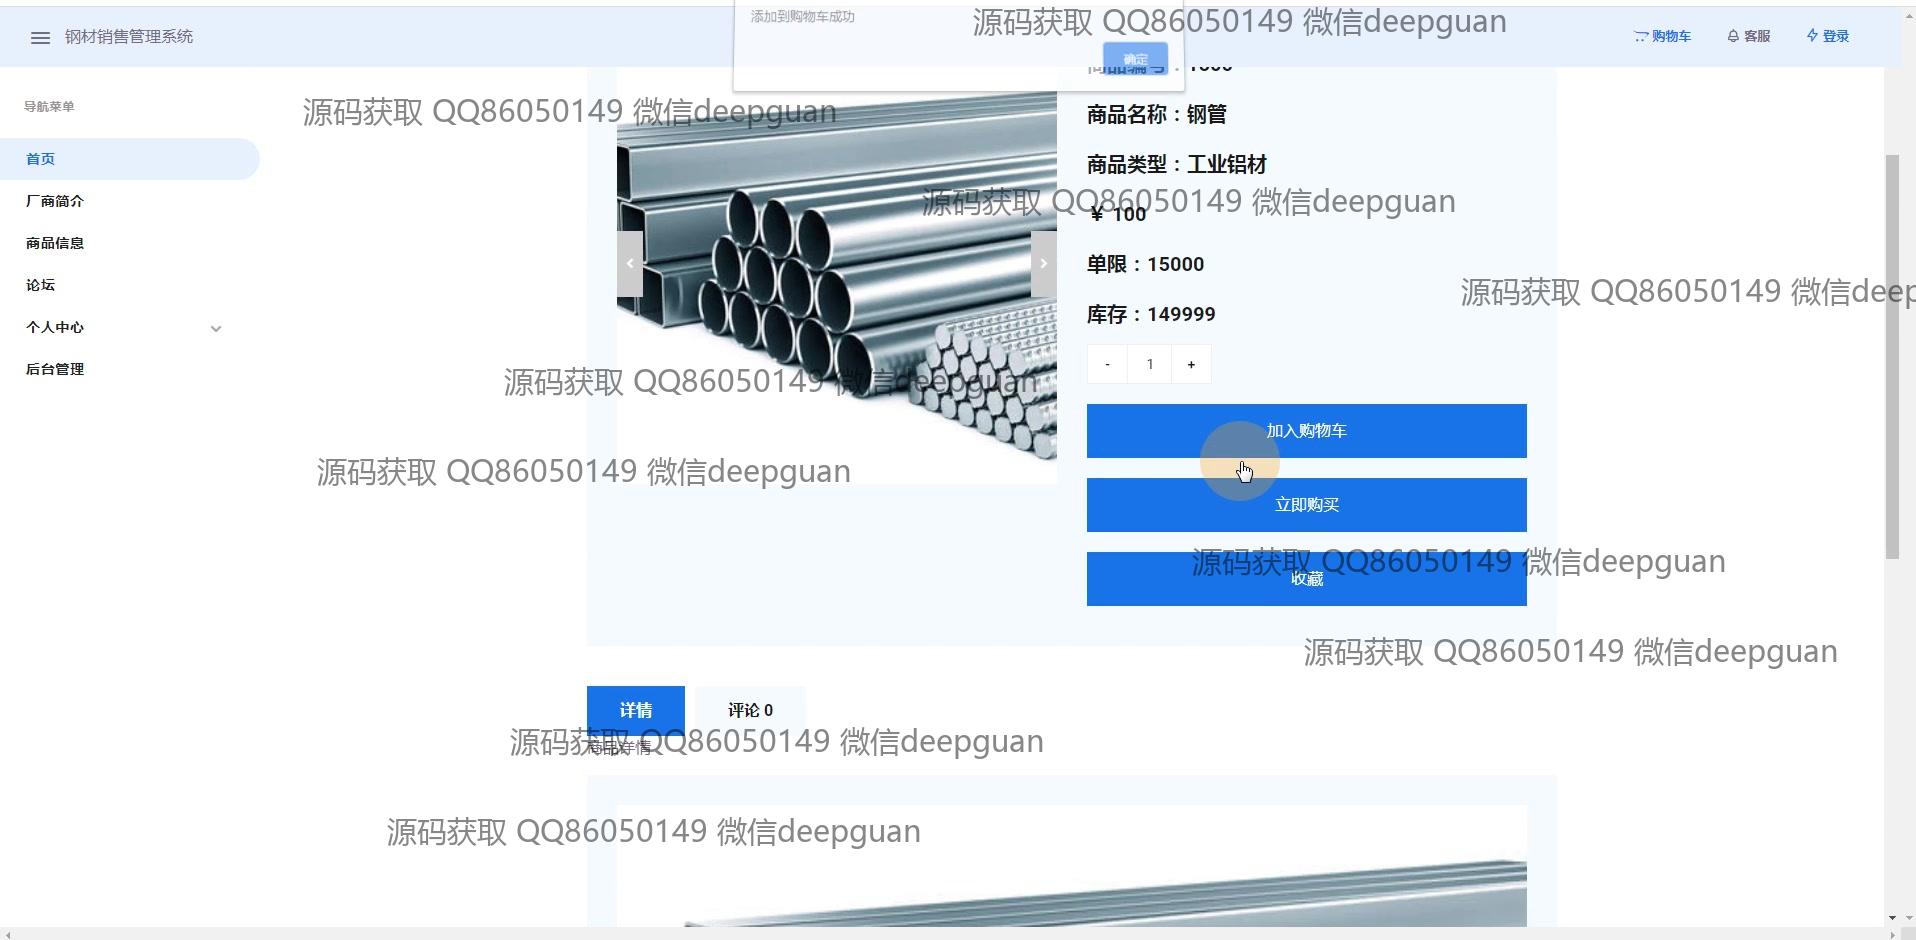 添加到购物车成功
源码获取 QQ86050149 微信deepguan
钢材销售管理系统
购物车
客服
登录
确定
导航菜单
源码获取 QQ86050149 微信deepguan
商品名称：钢管
首页
商品类型：工业铝材
厂商简介
源码获取 QQ86050149 微信deepguan
¥ 100
商品信息
单限：15000
论坛
源码获取 QQ86050149 微信deep
库存：149999
个人中心
- 1 +
后台管理
源码获取 QQ86050149 微信deepguan
加入购物车
源码获取 QQ86050149 微信deepguan
立即购买
源码获取 QQ86050149 微信deepguan
收藏
源码获取 QQ86050149 微信deepguan
详情
评论 0
源码获取 QQ86050149 微信deepguan
商品详情
源码获取 QQ86050149 微信deepguan